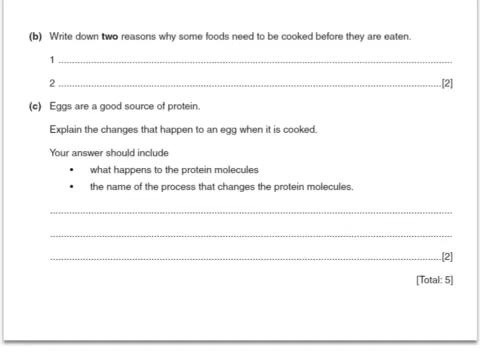 (b) Write down two reasons why some foods need to be cooked before they are eaten.
1 ........................................................................................................................
2 ...................................................................................................................[2]
(c) Eggs are a good source of protein.
Explain the changes that happen to an egg when it is cooked.
Your answer should include
• what happens to the protein molecules
• the name of the process that changes the protein molecules.
...........................................................................................................................
...........................................................................................................................
......................................................................................................................[2]
[Total: 5]